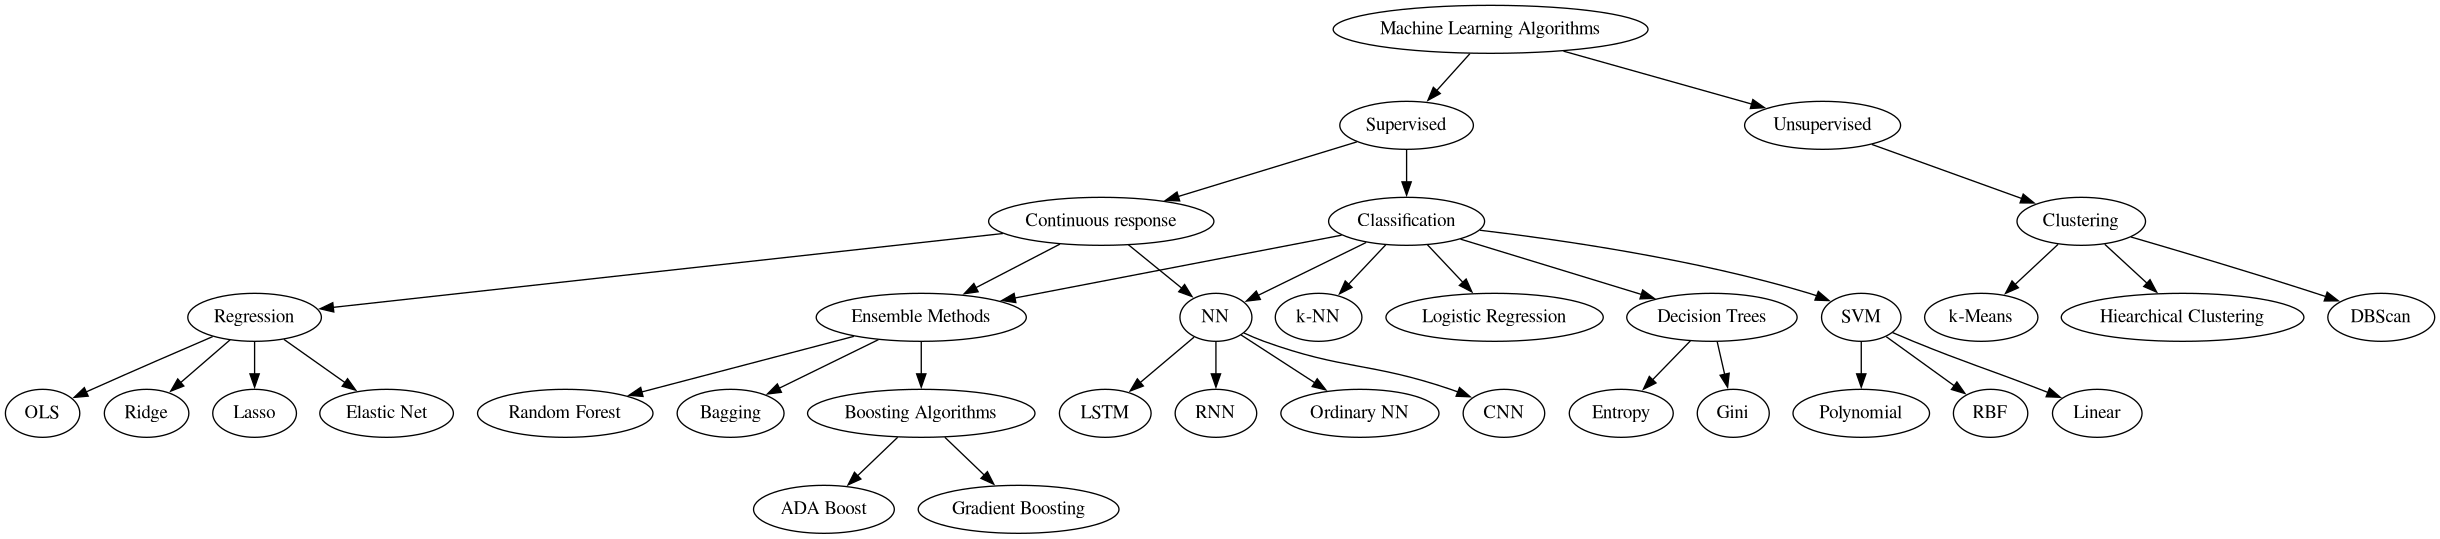 Machine Learning Algorithms
Supervised
Unsupervised
Continuous response
Classification
Clustering
Regression
Ensemble Methods
NN
k-NN
Logistic Regression
Decision Trees
SVM
k-Means
Hiearchical Clustering
DBScan
OLS
Ridge
Lasso
Elastic Net
Random Forest
Bagging
Boosting Algorithms
LSTM
RNN
Ordinary NN
CNN
Entropy
Gini
Polynomial
RBF
Linear
ADA Boost
Gradient Boosting